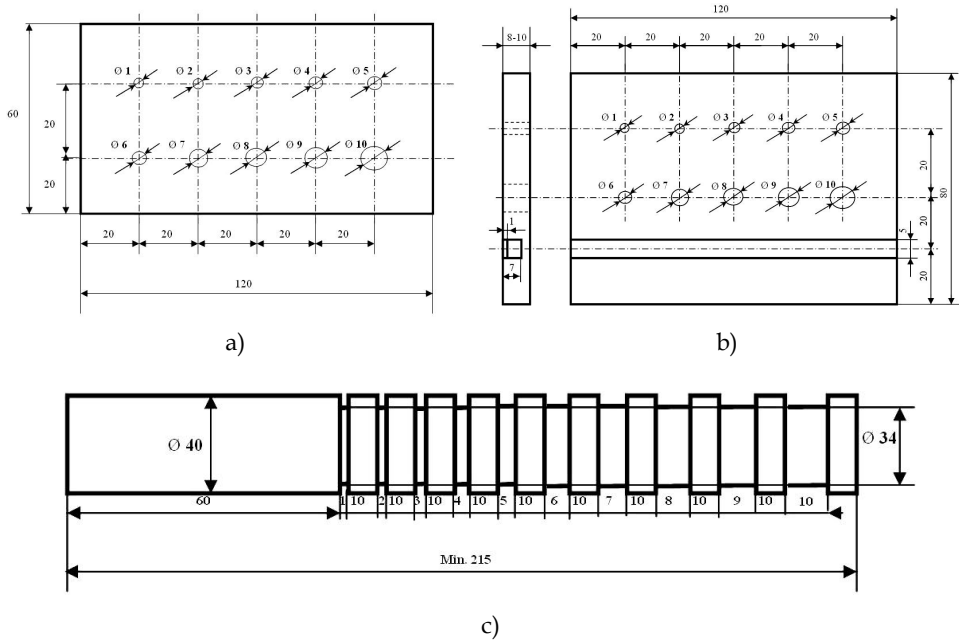 Ø 1 Ø 2 Ø 3 Ø 4 Ø 5
60
20
Ø 6 Ø 7 Ø 8 Ø 9 Ø 10
20
20 20 20 20 20
120
a)
120
8-10 20 20 20 20 20
Ø 1 Ø 2 Ø 3 Ø 4 Ø 5
20
80
Ø 6 Ø 7 Ø 8 Ø 9 Ø 10
1 20
5
7
20
b)
Ø 40 Ø 34
60 1 10 2 10 3 10 4 10 5 10 6 10 7 10 8 10 9 10 10
Min. 215
c)